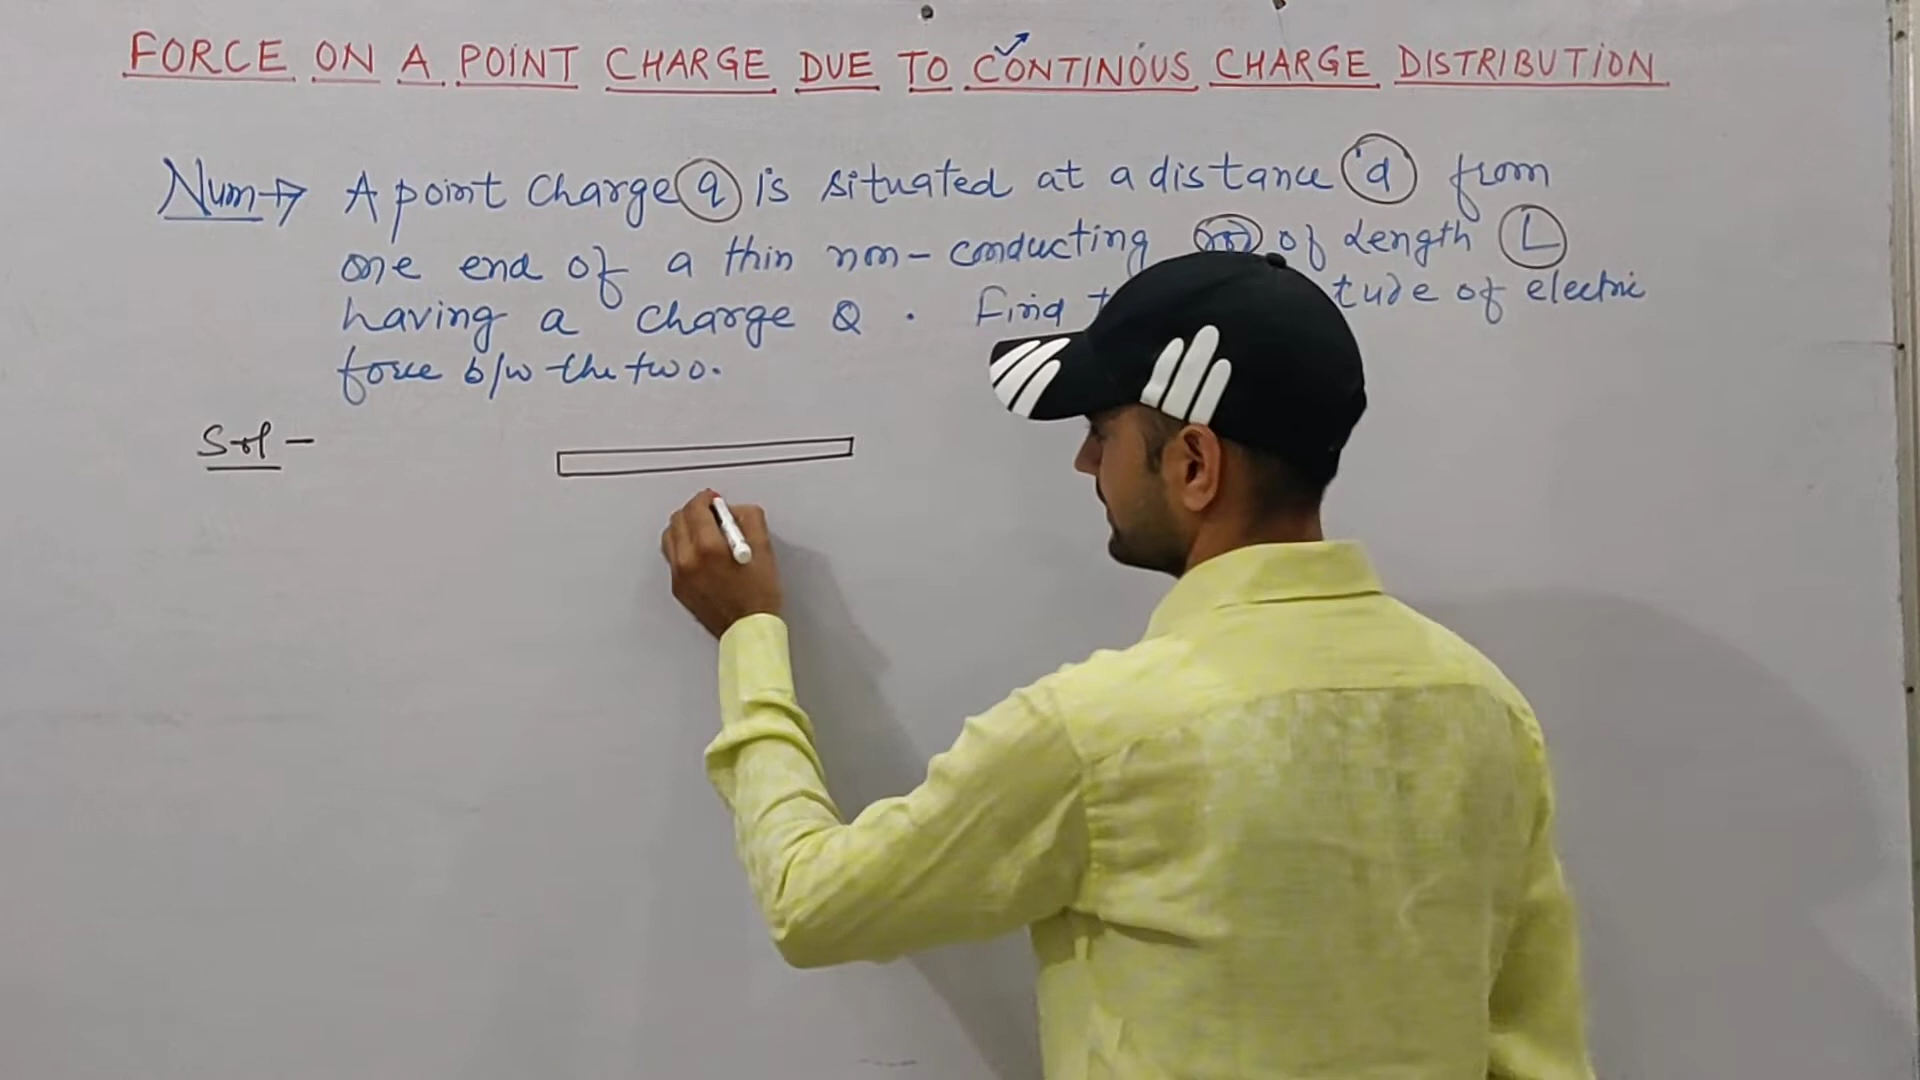 FORCE ON A POINT CHARGE DUE TO CONTINOUS CHARGE DISTRIBUTION
Num→ A point Charge q is situated at a distance 'a' from
one end of a thin non-conducting rod of Length L
having a charge Q . Find tude of electric
force b/w the two.
Sol -